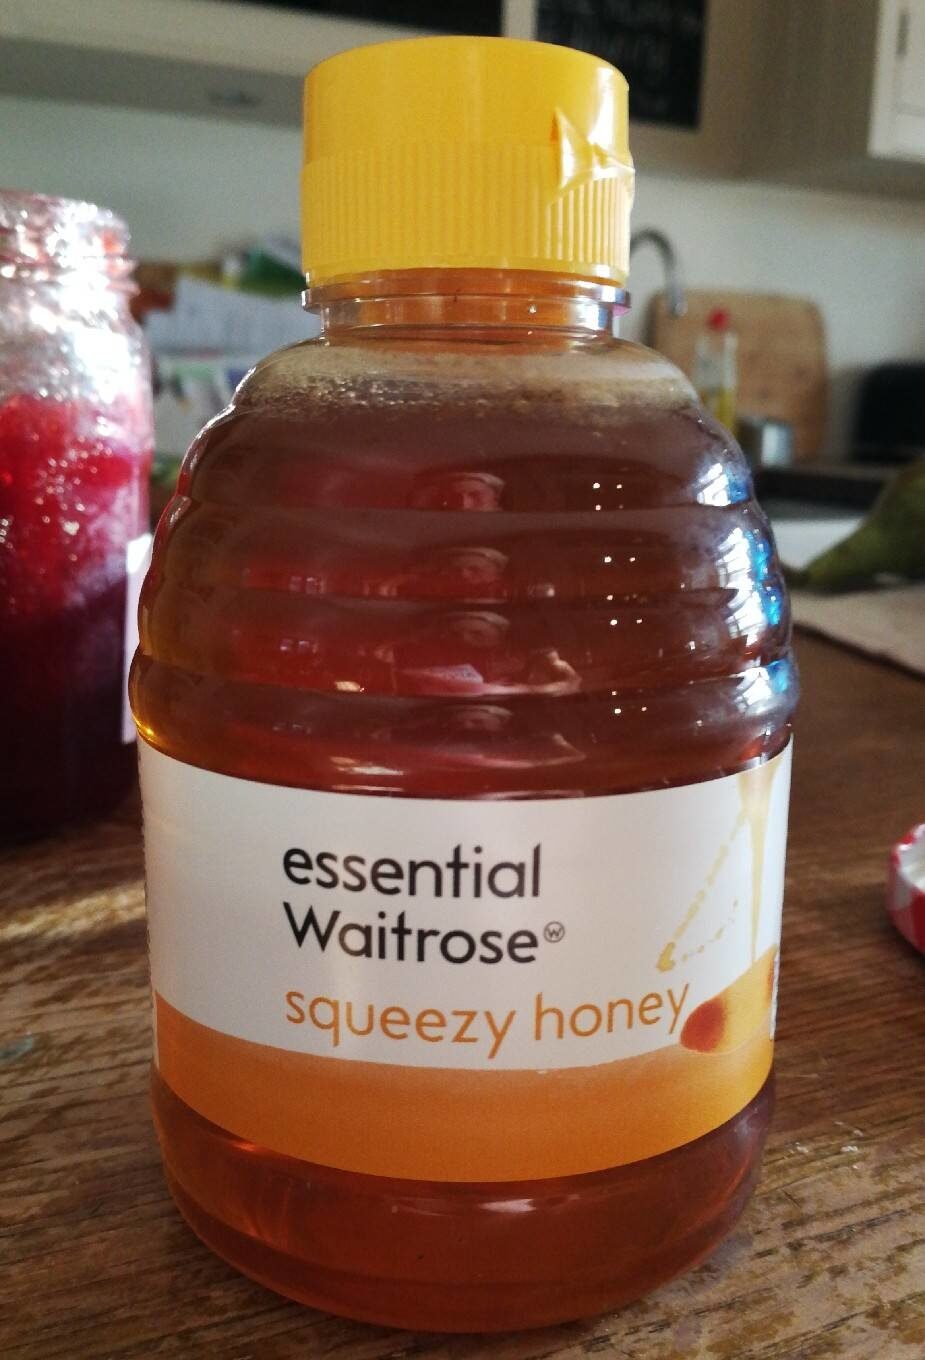 essential
Waitrose
squeezy honey